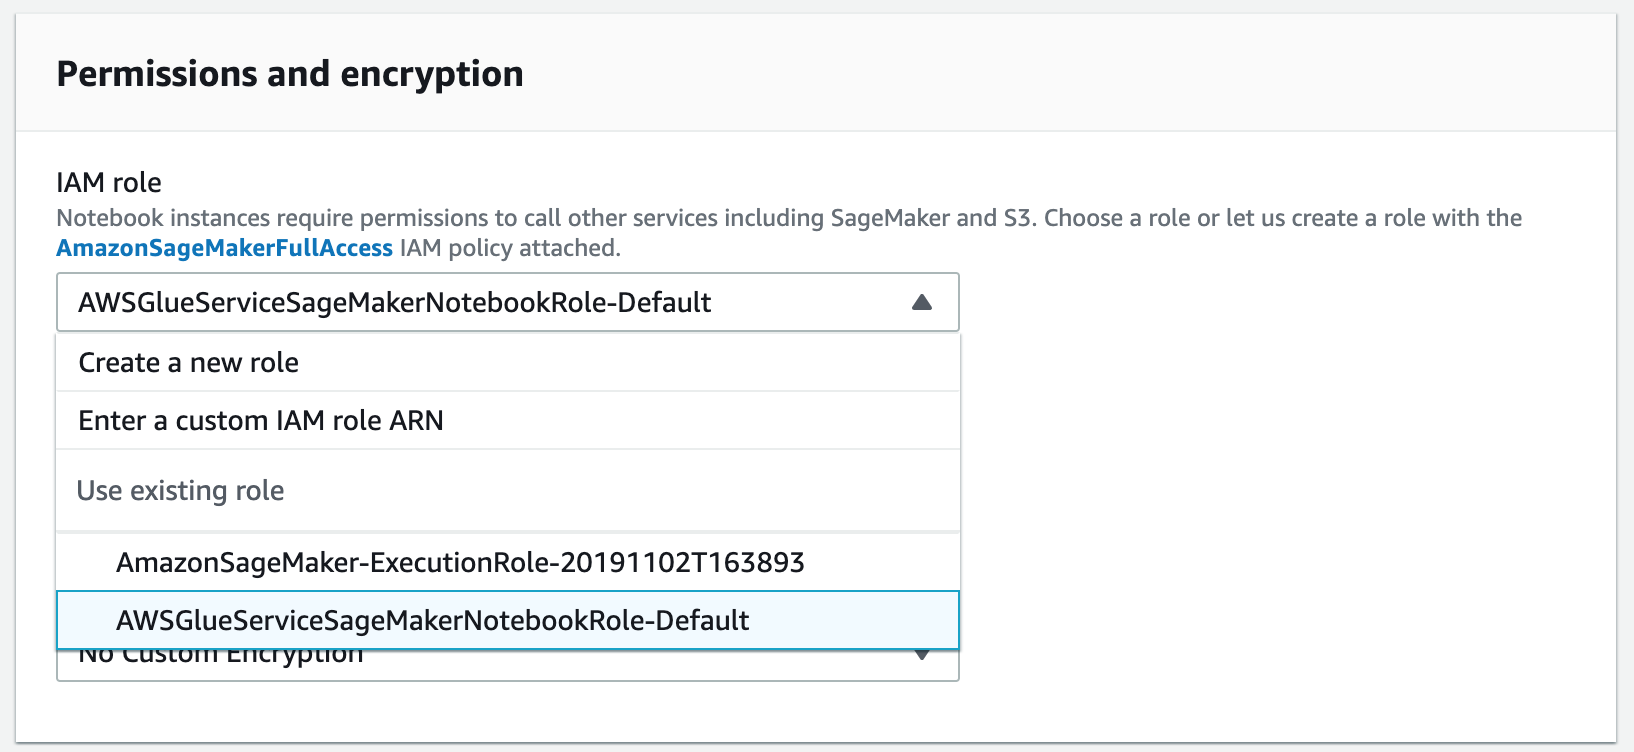 Permissions and encryption
IAM role
Notebook instances require permissions to call other services including SageMaker and S3. Choose a role or let us create a role with the
AmazonSageMakerFullAccess IAM policy attached.
AWSGlueServiceSageMakerNotebookRole-Default
Create a new role
Enter a custom IAM role ARN
Use existing role
AmazonSageMaker-ExecutionRole-20191102T163893
AWSGlueServiceSageMakerNotebookRole-Default
No Custom Encryption